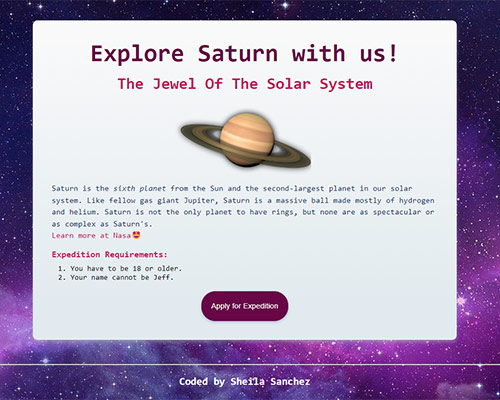 Explore Saturn with us!
The Jewel Of The Solar System
Saturn is the sixth planet from the Sun and the second-largest planet in our solar
system. Like fellow gas giant Jupiter, Saturn is a massive ball made mostly of hydrogen
and helium. Saturn is not the only planet to have rings, but none are as spectacular or
as complex as Saturn's.
Learn more at Nasa🤩
Expedition Requirements:
1. You have to be 18 or older.
2. Your name cannot be Jeff.
Apply for Expedition
Coded by Sheila Sanchez